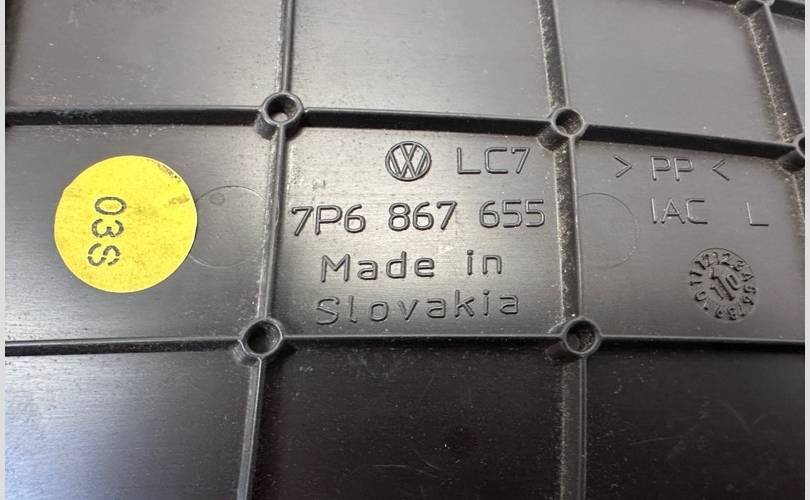 LC7
7P6 867 655
Made in
Slovakia
> PP <
IAC L
03S